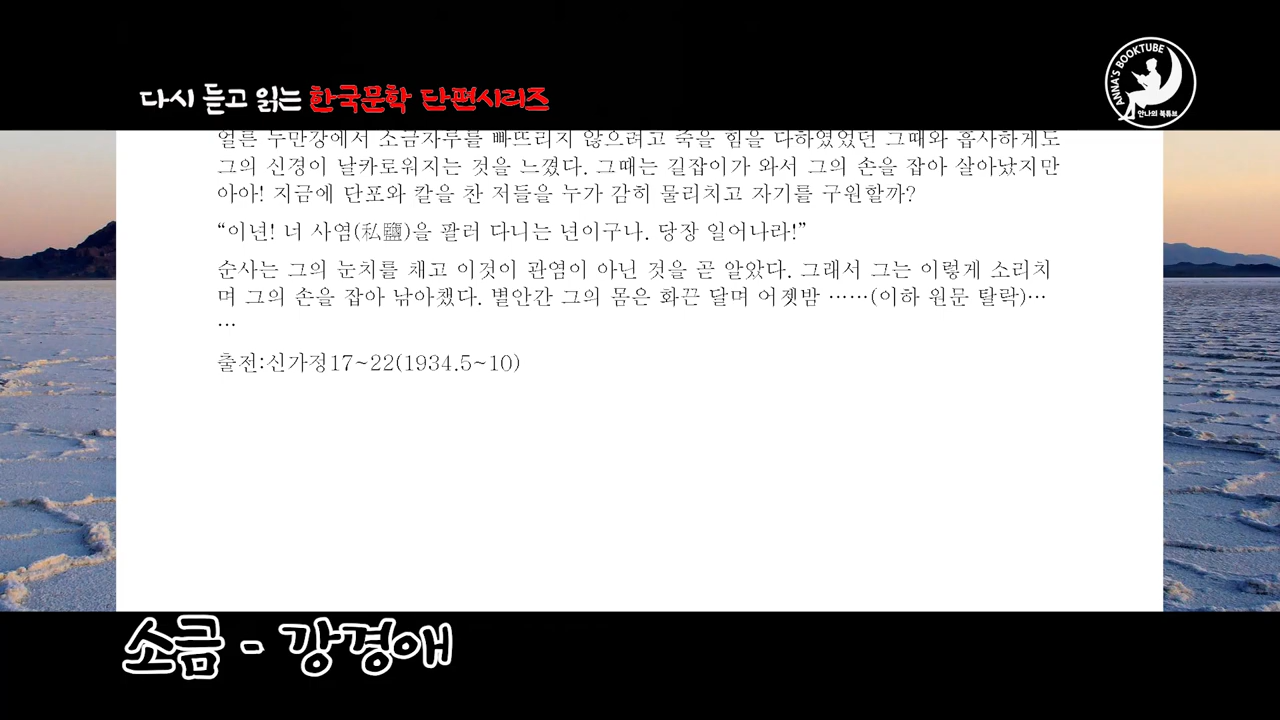 다시 듣고 읽는 한국문학 단편시리즈
ANNA'S BOOKTUBE
안나의 북튜브
얼른 두만강에서 소금자루를 빠뜨리지 않으려고 죽을 힘을 다하였었던 그때와 흡사하게도
그의 신경이 날카로워지는 것을 느꼈다. 그때는 길잡이가 와서 그의 손을 잡아 살아났지만
아아! 지금에 단포와 칼을 찬 저들을 누가 감히 물리치고 자기를 구원할까?
“이년! 너 사염(私鹽)을 팔러 다니는 년이구나. 당장 일어나라!”
순사는 그의 눈치를 채고 이것이 관염이 아닌 것을 곧 알았다. 그래서 그는 이렇게 소리치
며 그의 손을 잡아 낚아챘다. 별안간 그의 몸은 화끈 달며 어젯밤 ……(이하 원문 탈락)…
…
출전:신가정17~22(1934.5~10)
소금 - 강경애